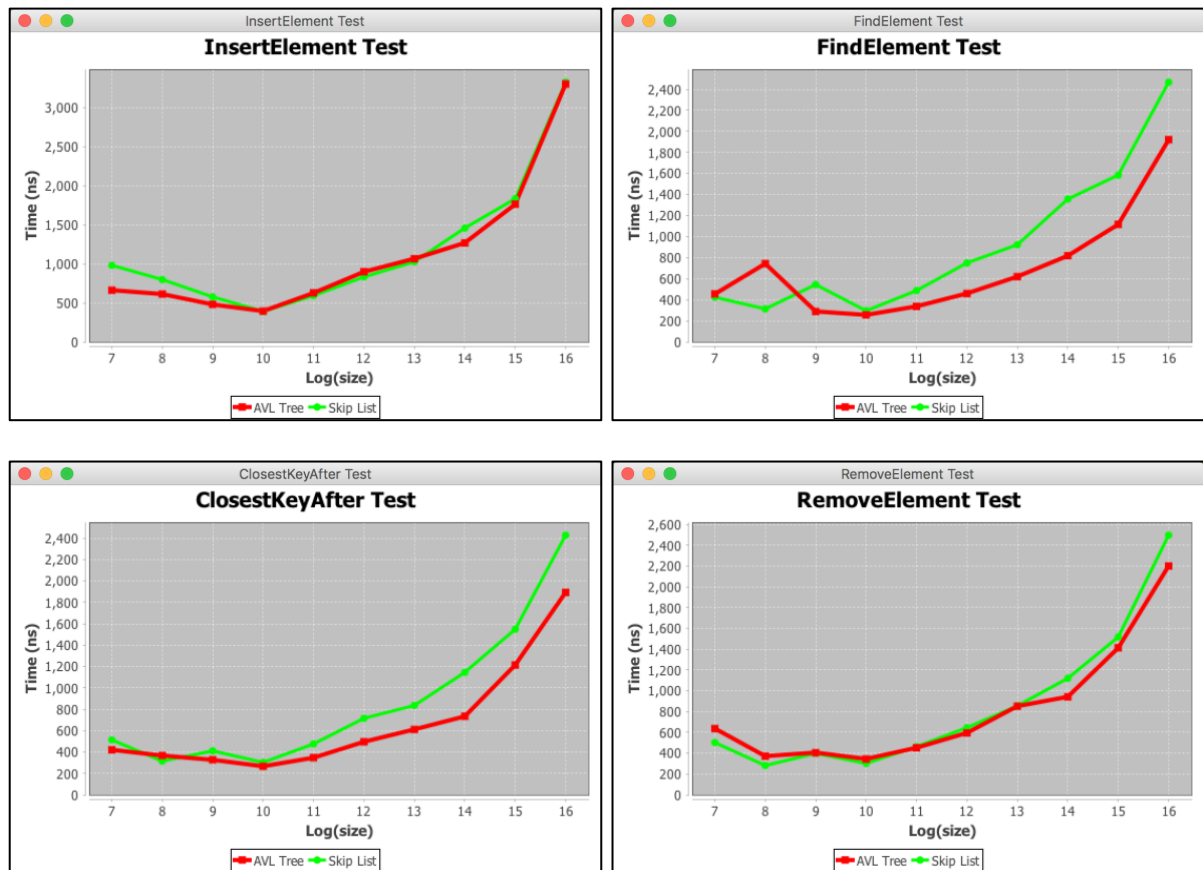 InsertElement Test
InsertElement Test
3,000
2,500
2,000
1,500
1,000
500
0
Time (ns)
7 8 9 10 11 12 13 14 15 16
Log(size)
AVL Tree Skip List
FindElement Test
FindElement Test
2,400
2,200
2,000
1,800
1,600
1,400
1,200
1,000
800
600
400
200
0
Time (ns)
7 8 9 10 11 12 13 14 15 16
Log(size)
AVL Tree Skip List
ClosestKeyAfter Test
ClosestKeyAfter Test
2,400
2,200
2,000
1,800
1,600
1,400
1,200
1,000
800
600
400
200
0
Time (ns)
7 8 9 10 11 12 13 14 15 16
Log(size)
AVL Tree Skip List
RemoveElement Test
RemoveElement Test
2,600
2,400
2,200
2,000
1,800
1,600
1,400
1,200
1,000
800
600
400
200
0
Time (ns)
7 8 9 10 11 12 13 14 15 16
Log(size)
AVL Tree Skip List